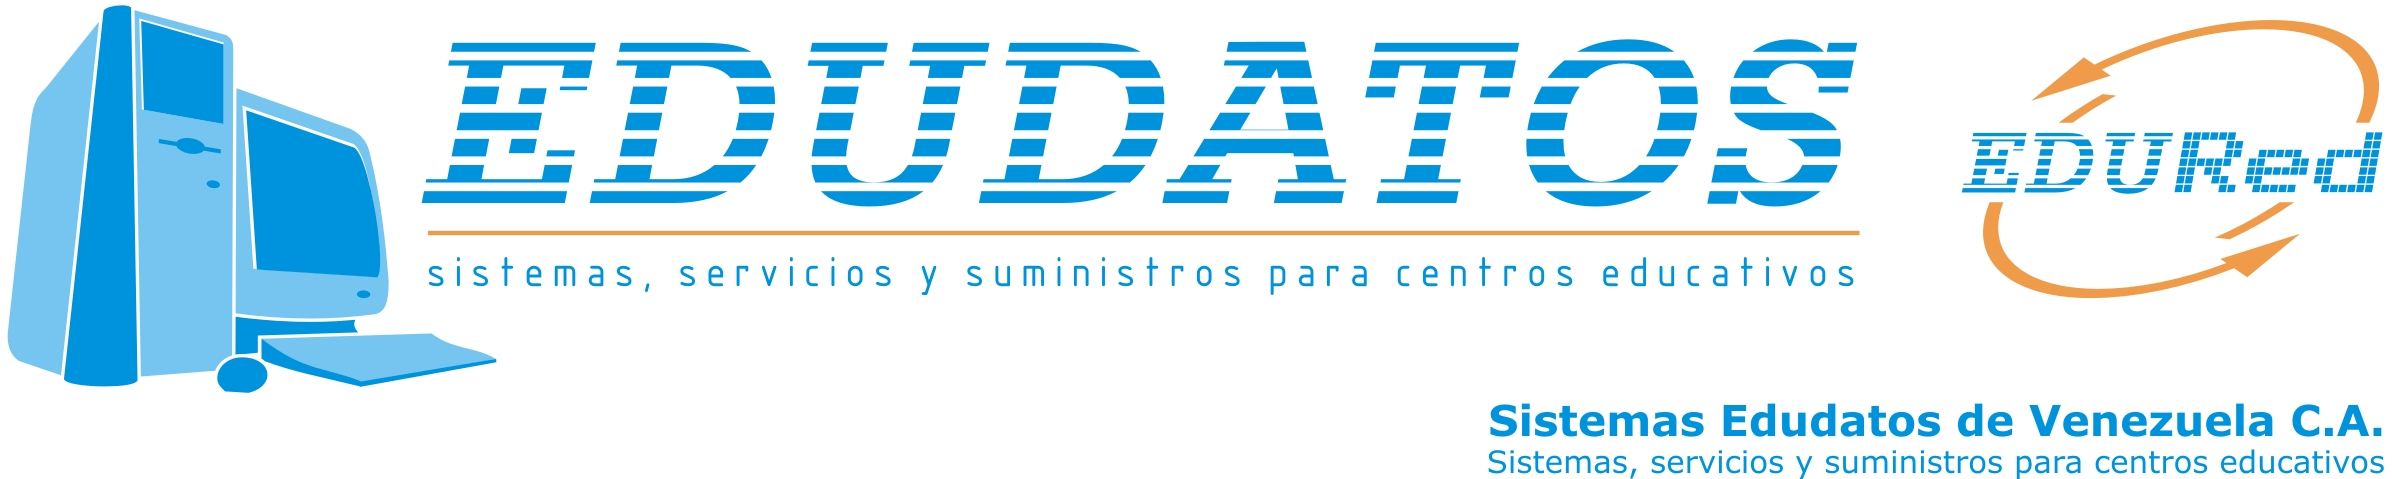 EDUDATOS
sistemas, servicios y suministros para centros educativos
EDURed
Sistemas Edudatos de Venezuela C.A.
Sistemas, servicios y suministros para centros educativos